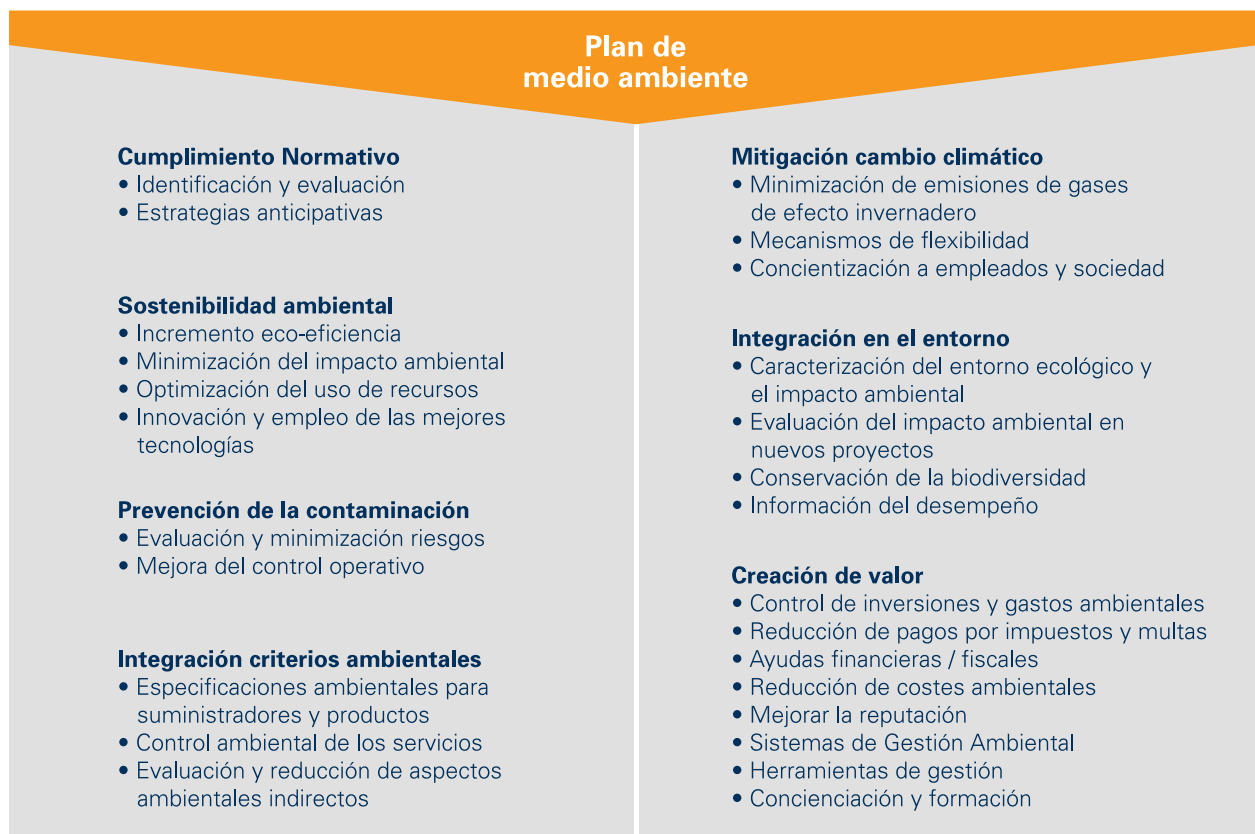 Plan de
medio ambiente
Cumplimiento Normativo
• Identificación y evaluación
• Estrategias anticipativas
Sostenibilidad ambiental
• Incremento eco-eficiencia
• Minimización del impacto ambiental
• Optimización del uso de recursos
• Innovación y empleo de las mejores
tecnologías
Prevención de la contaminación
• Evaluación y minimización riesgos
• Mejora del control operativo
Integración criterios ambientales
• Especificaciones ambientales para
suministradores y productos
• Control ambiental de los servicios
• Evaluación y reducción de aspectos
ambientales indirectos
Mitigación cambio climático
• Minimización de emisiones de gases
de efecto invernadero
• Mecanismos de flexibilidad
• Concientización a empleados y sociedad
Integración en el entorno
• Caracterización del entorno ecológico y
el impacto ambiental
• Evaluación del impacto ambiental en
nuevos proyectos
• Conservación de la biodiversidad
• Información del desempeño
Creación de valor
• Control de inversiones y gastos ambientales
• Reducción de pagos por impuestos y multas
• Ayudas financieras / fiscales
• Reducción de costes ambientales
• Mejorar la reputación
• Sistemas de Gestión Ambiental
• Herramientas de gestión
• Concienciación y formación